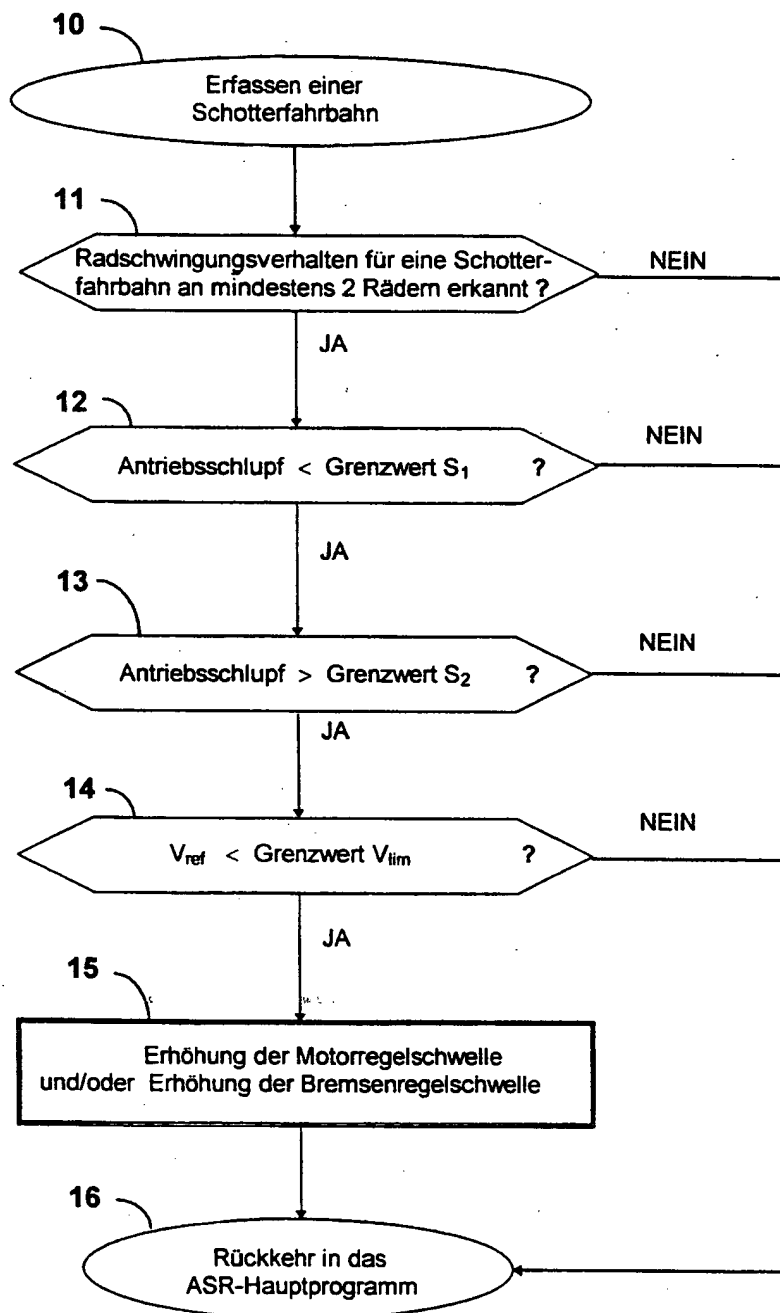 10
Erfassen einer
Schotterfahrbahn
11
Radschwingungsverhalten für eine Schotter-
fahrbahn an mindestens 2 Rädern erkannt ?
NEIN
JA
12
Antriebsschlupf < Grenzwert S1 ?
NEIN
JA
13
Antriebsschlupf > Grenzwert S2 ?
NEIN
JA
14
Vref < Grenzwert Vlim ?
NEIN
JA
15
Erhöhung der Motorregelschwelle
und/oder Erhöhung der Bremsenregelschwelle
16
Rückkehr in das
ASR-Hauptprogramm